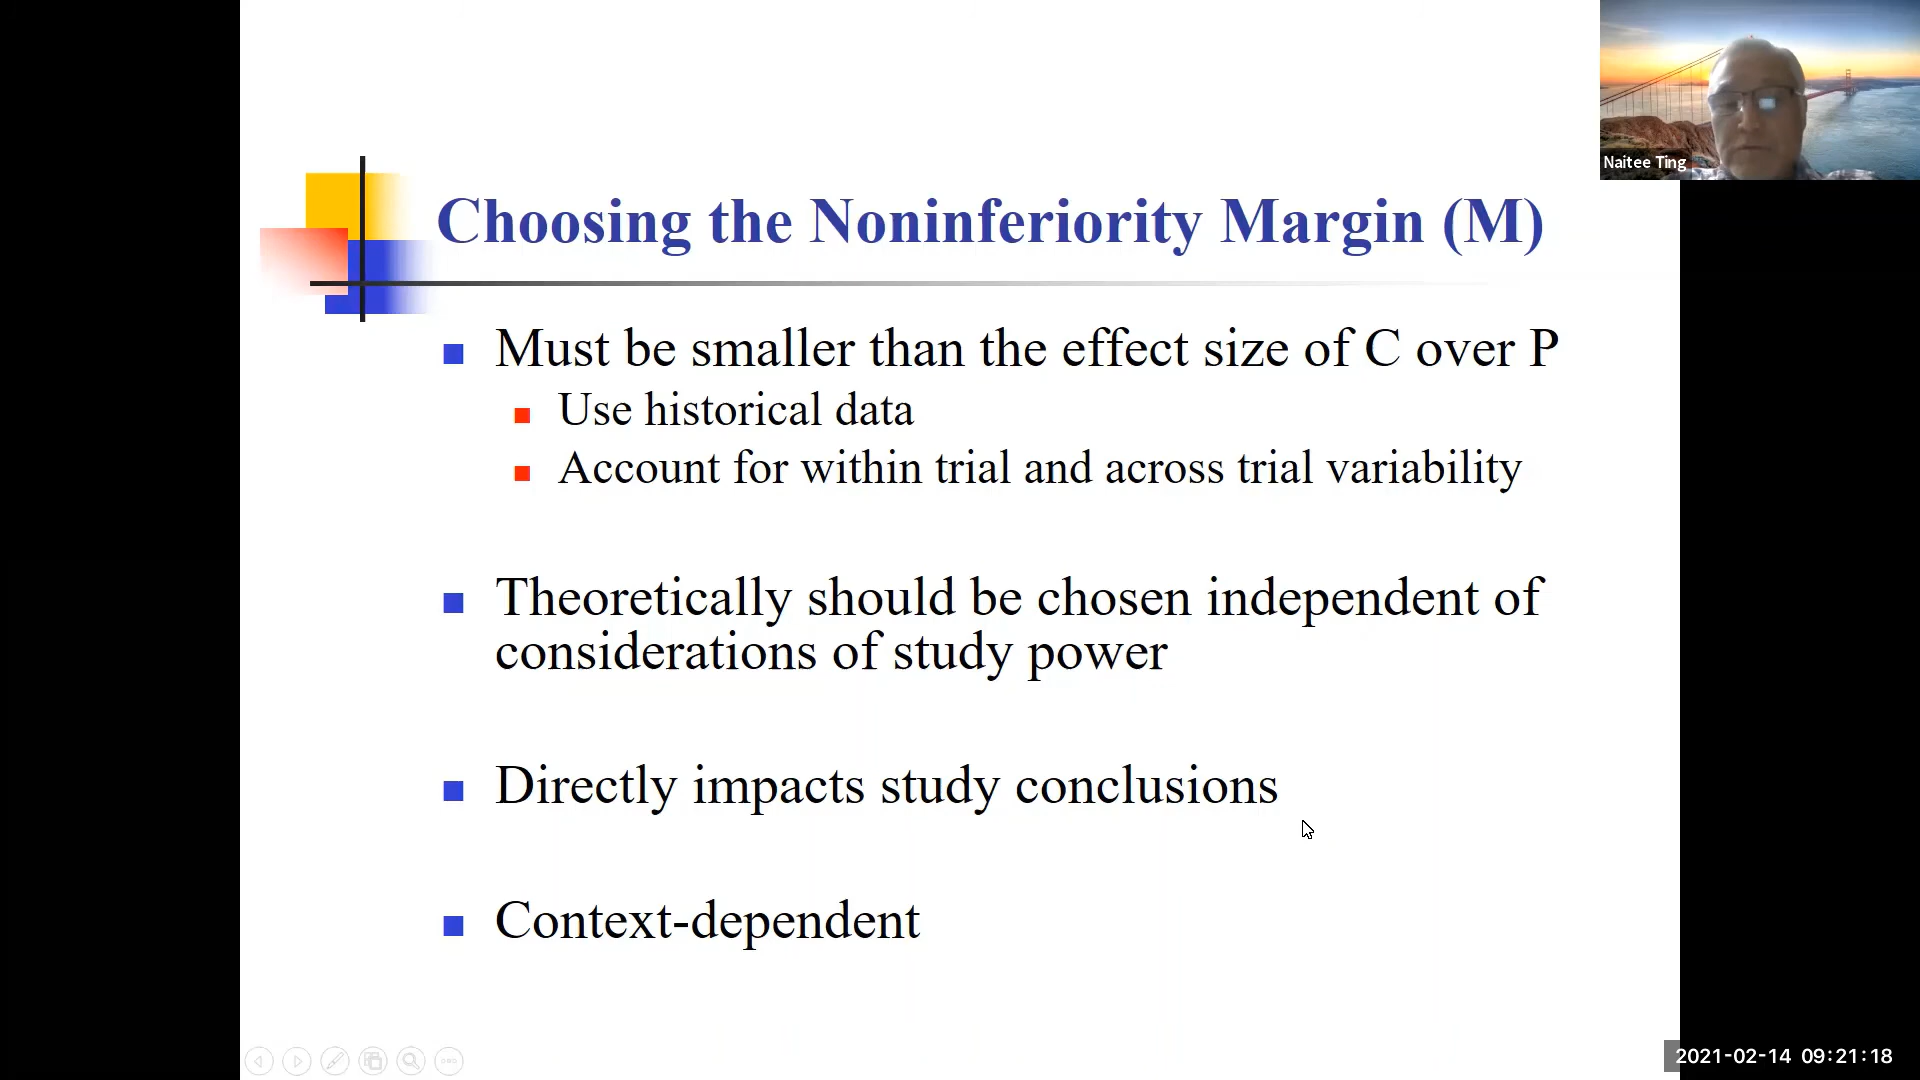 Naitee Ting
Choosing the Noninferiority Margin (M)
Must be smaller than the effect size of C over P
Use historical data
Account for within trial and across trial variability
Theoretically should be chosen independent of
considerations of study power
Directly impacts study conclusions
Context-dependent
2021-02-14 09:21:18